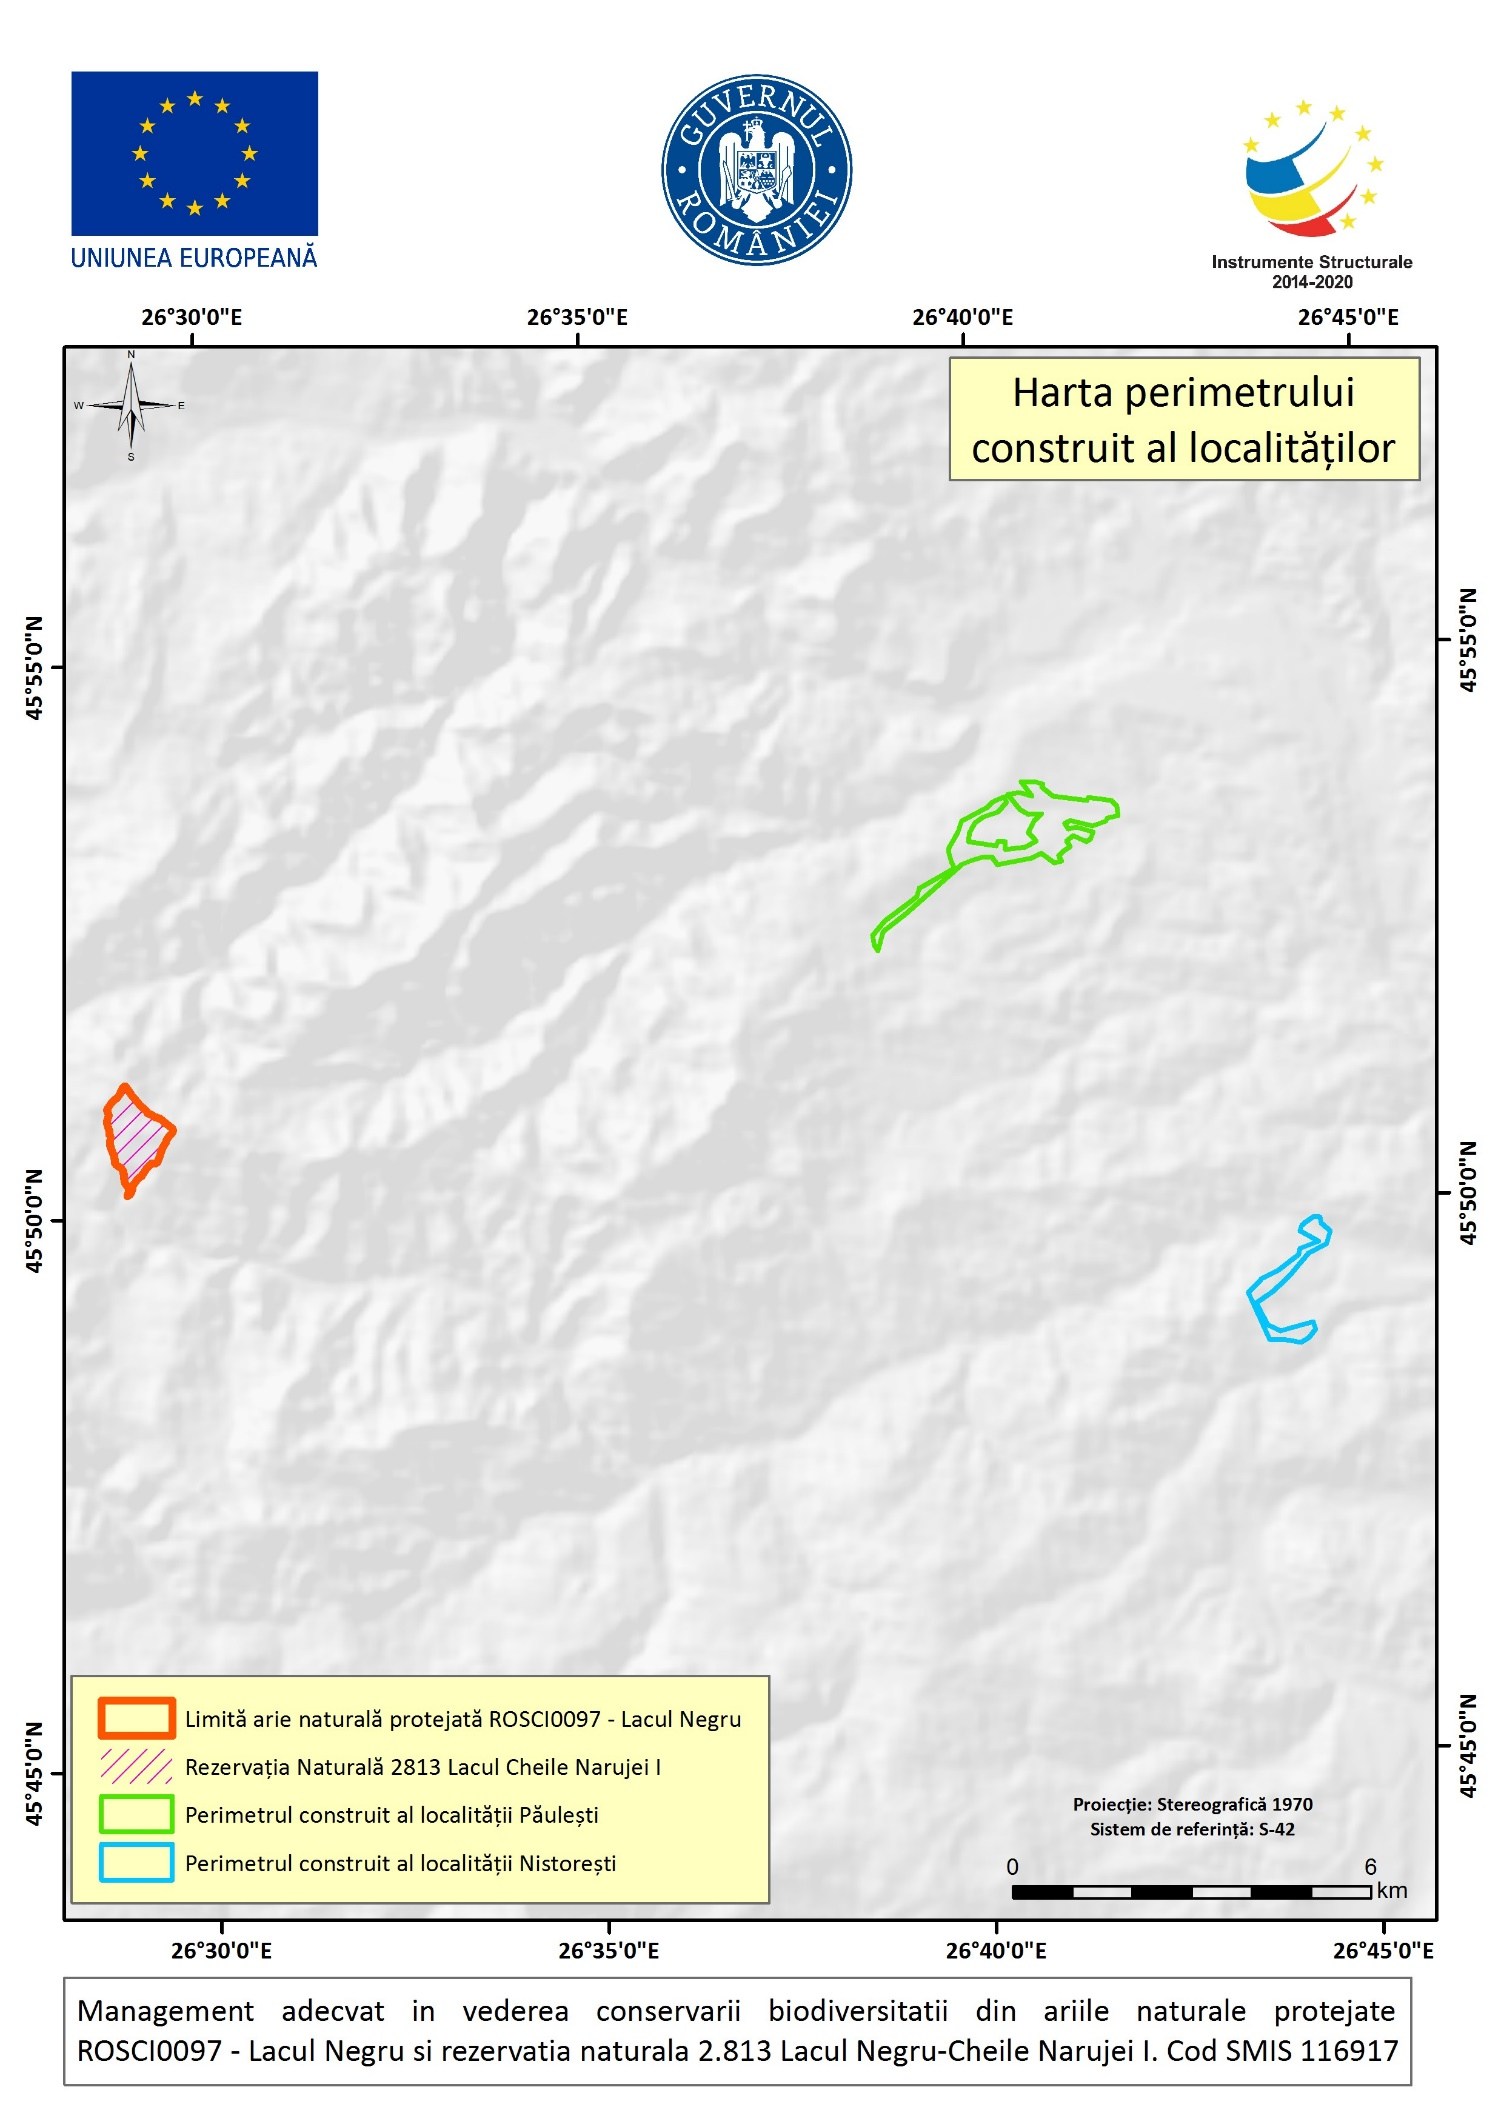 UNIUNEA EUROPEANĂ
GUVERNUL ROMÂNIEI
Instrumente Structurale
2014-2020
26°30'0"E 26°35'0"E 26°40'0"E 26°45'0"E
N
W E
S
Harta perimetrului
construit al localităților
45°55'0"N 45°55'0"N
45°50'0"N 45°50'0"N
45°45'0"N 45°45'0"N
Limită arie naturală protejată ROSCI0097 - Lacul Negru
Rezervația Naturală 2813 Lacul Cheile Narujei I
Perimetrul construit al localității Păulești
Perimetrul construit al localității Nistorești
Proiecție: Stereografică 1970
Sistem de referință: S-42
0 6
km
26°30'0"E 26°35'0"E 26°40'0"E 26°45'0"E
Management adecvat in vederea conservarii biodiversitatii din ariile naturale protejate
ROSCI0097 - Lacul Negru si rezervatia naturala 2.813 Lacul Negru-Cheile Narujei I. Cod SMIS 116917